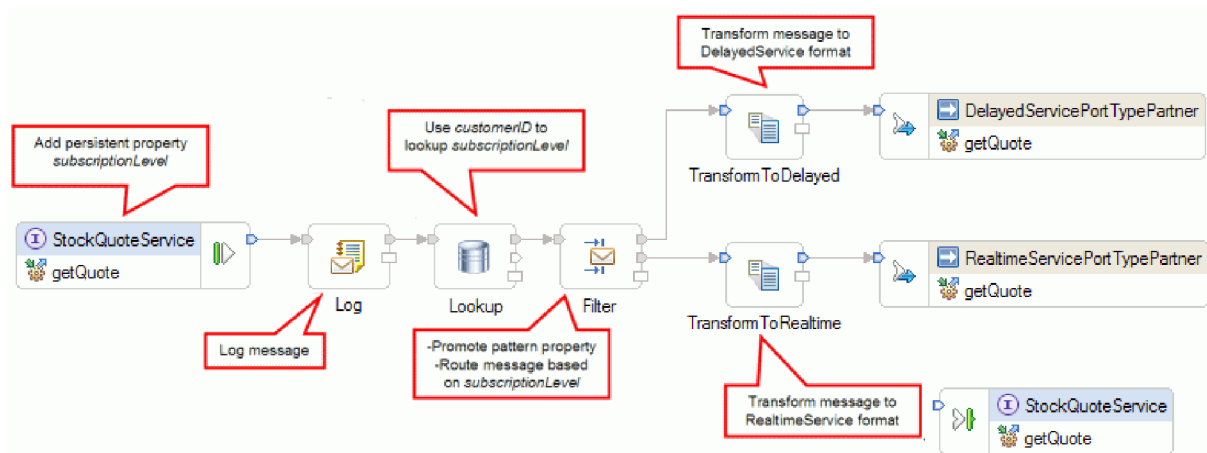 Transform message to
DelayedService format
Add persistent property
subscriptionLevel
Use customerID to
lookup subscriptionLevel
TransformToDelayed
DelayedServicePortTypePartner
getQuote
StockQuoteService
getQuote
Log
Lookup
Filter
TransformToRealtime
RealtimeServicePortTypePartner
getQuote
Log message
-Promote pattern property
-Route message based
on subscriptionLevel
Transform message to
RealtimeService format
StockQuoteService
getQuote